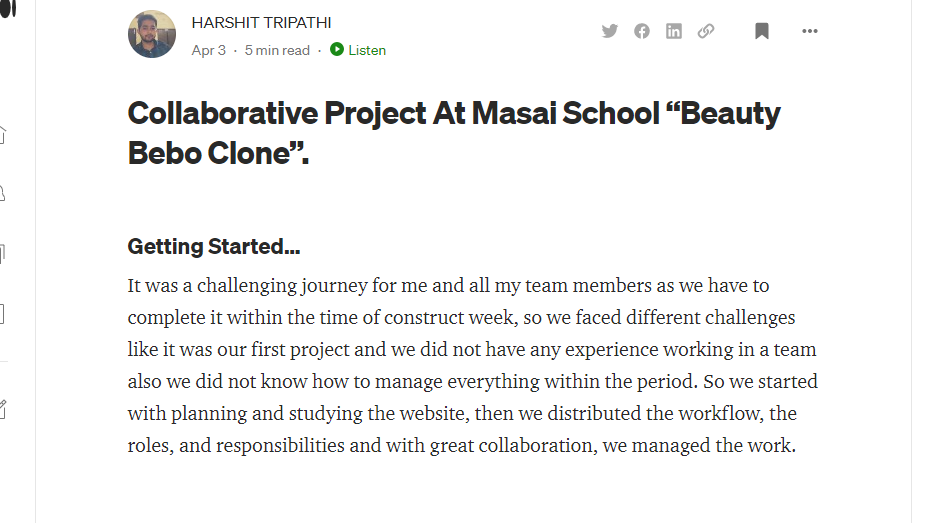 HARSHIT TRIPATHI
Apr 3 · 5 min read · Listen
Collaborative Project At Masai School “Beauty
Bebo Clone”.
Getting Started…
It was a challenging journey for me and all my team members as we have to
complete it within the time of construct week, so we faced different challenges
like it was our first project and we did not have any experience working in a team
also we did not know how to manage everything within the period. So we started
with planning and studying the website, then we distributed the workflow, the
roles, and responsibilities and with great collaboration, we managed the work.